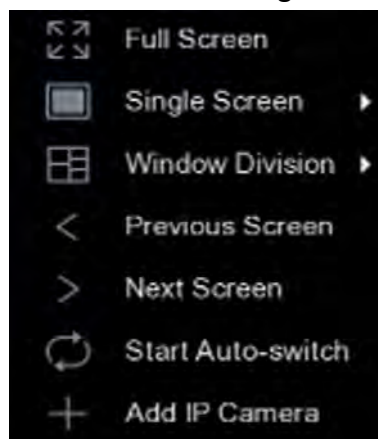 Full Screen
Single Screen
Window Division
Previous Screen
Next Screen
Start Auto-switch
Add IP Camera